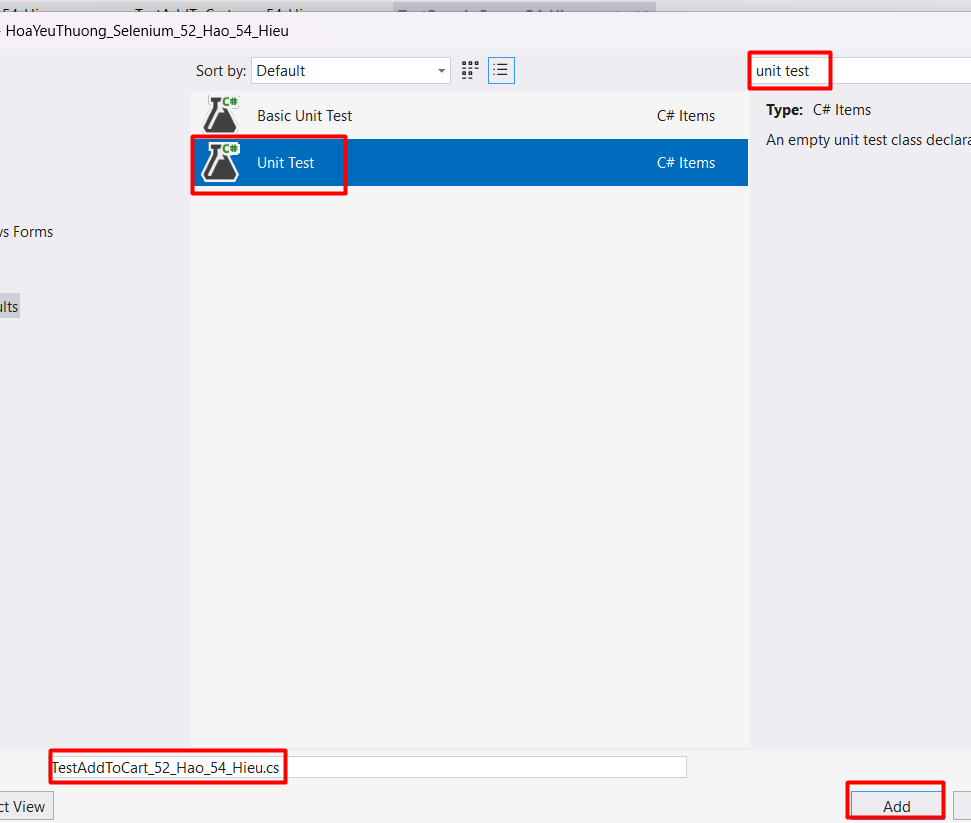 - HoaYeuThuong_Selenium_52_Hao_54_Hieu
Sort by: Default
unit test
Basic Unit Test C# Items
Type: C# Items
Unit Test C# Items
An empty unit test class declara
s Forms
ults
TestAddToCart_52_Hao_54_Hieu.cs
ct View
Add